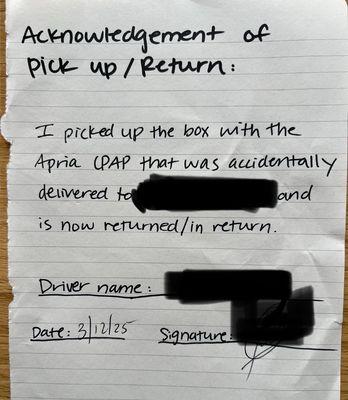 Acknowledgement of
Pick up/Return:
I picked up the box with the
Apria CPAP that was accidentally
delivered to and
is now returned/in return.
Driver name:
Date: 3/12/25 Signature: